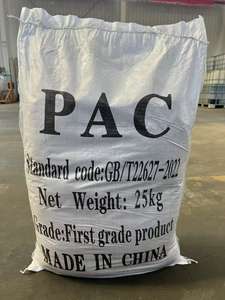 PAC
Standard code:GB/T22627-2022
Net Weight: 25kg
Grade:First grade product
MADE IN CHINA